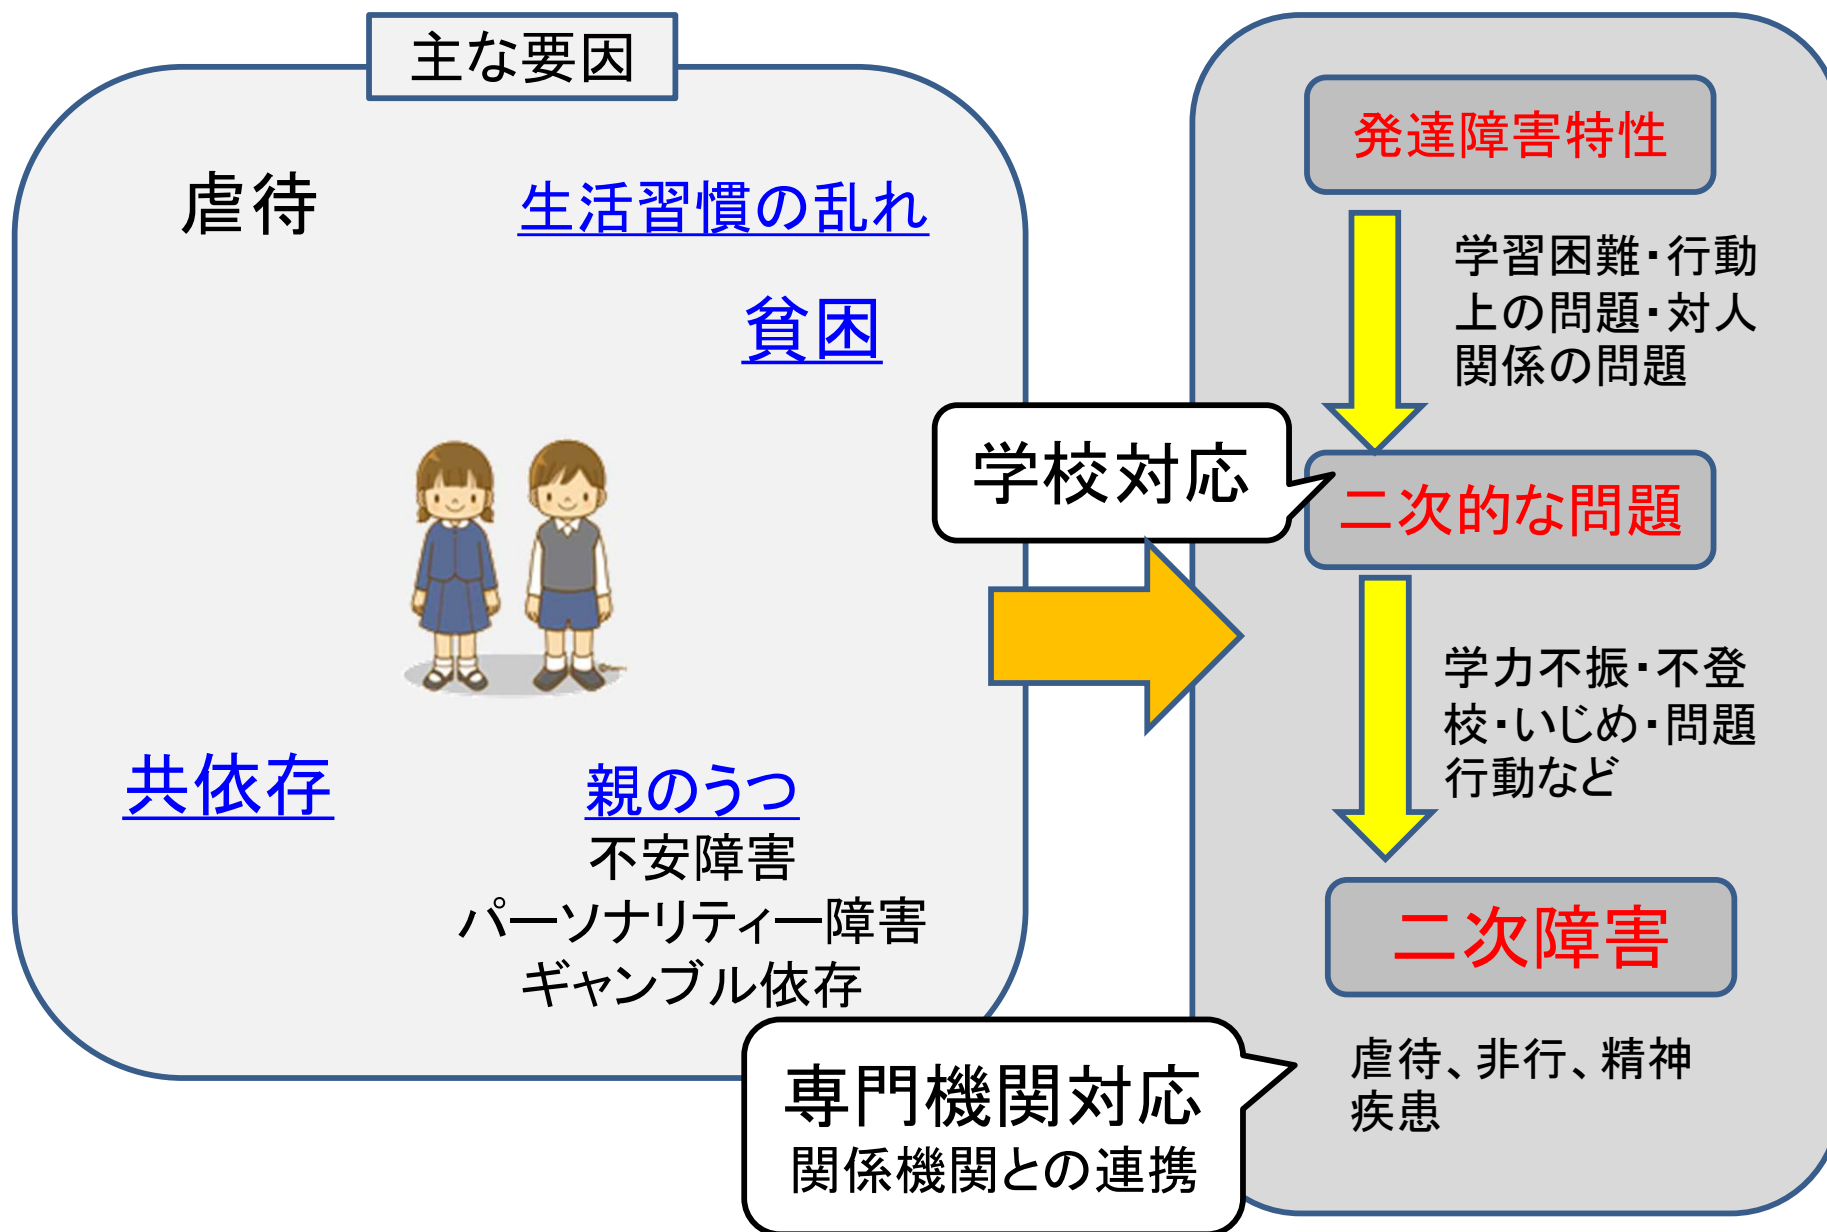 主な要因
虐待
生活習慣の乱れ
貧困
共依存
親のうつ
不安障害
パーソナリティー障害
ギャンブル依存
学校対応
専門機関対応
関係機関との連携
発達障害特性
学習困難・行動
上の問題・対人
関係の問題
二次的な問題
学力不振・不登
校・いじめ・問題
行動など
二次障害
虐待、非行、精神
疾患